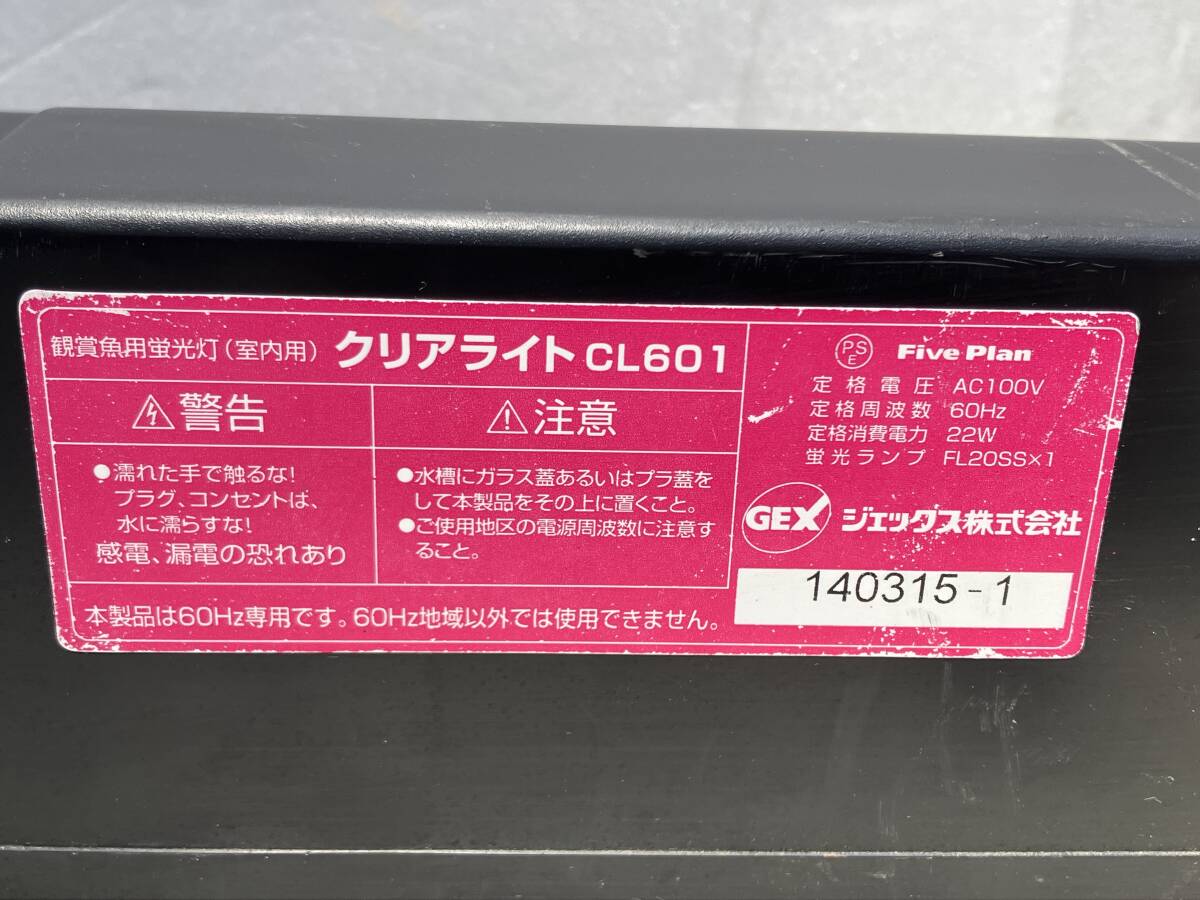 観賞魚用蛍光灯(室内用) クリアライト CL601
⚠警告
●濡れた手で触るな!
プラグ、コンセントは、
水に濡らすな!
感電、漏電の恐れあり
⚠注意
●水槽にガラス蓋あるいはプラ蓋を
して本製品をその上に置くこと。
●ご使用地区の電源周波数に注意す
ること。
本製品は60Hz専用です。60Hz地域以外では使用できません。
PSE Five Plan
定格電圧 AC100V
定格周波数 60Hz
定格消費電力 22W
蛍光ランプ FL20SS×1
GEX ジェックス株式会社
140315-1